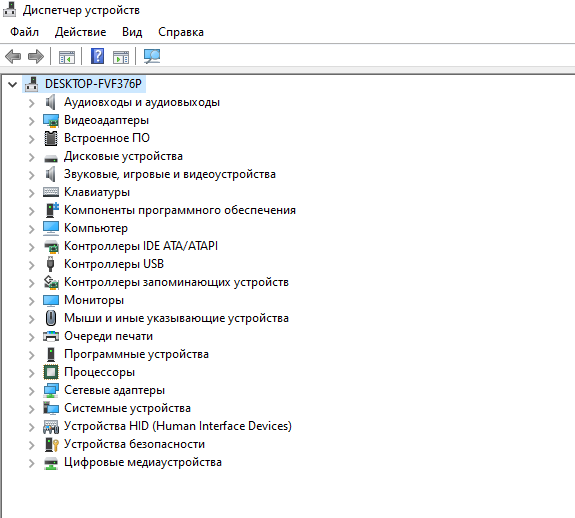 Диспетчер устройств
Файл Действие Вид Справка
DESKTOP-FVF376P
Аудиовходы и аудиовыходы
Видеоадаптеры
Встроенное ПО
Дисковые устройства
Звуковые, игровые и видеоустройства
Клавиатуры
Компоненты программного обеспечения
Компьютер
Контроллеры IDE ATA/ATAPI
Контроллеры USB
Контроллеры запоминающих устройств
Мониторы
Мыши и иные указывающие устройства
Очереди печати
Программные устройства
Процессоры
Сетевые адаптеры
Системные устройства
Устройства HID (Human Interface Devices)
Устройства безопасности
Цифровые медиаустройства